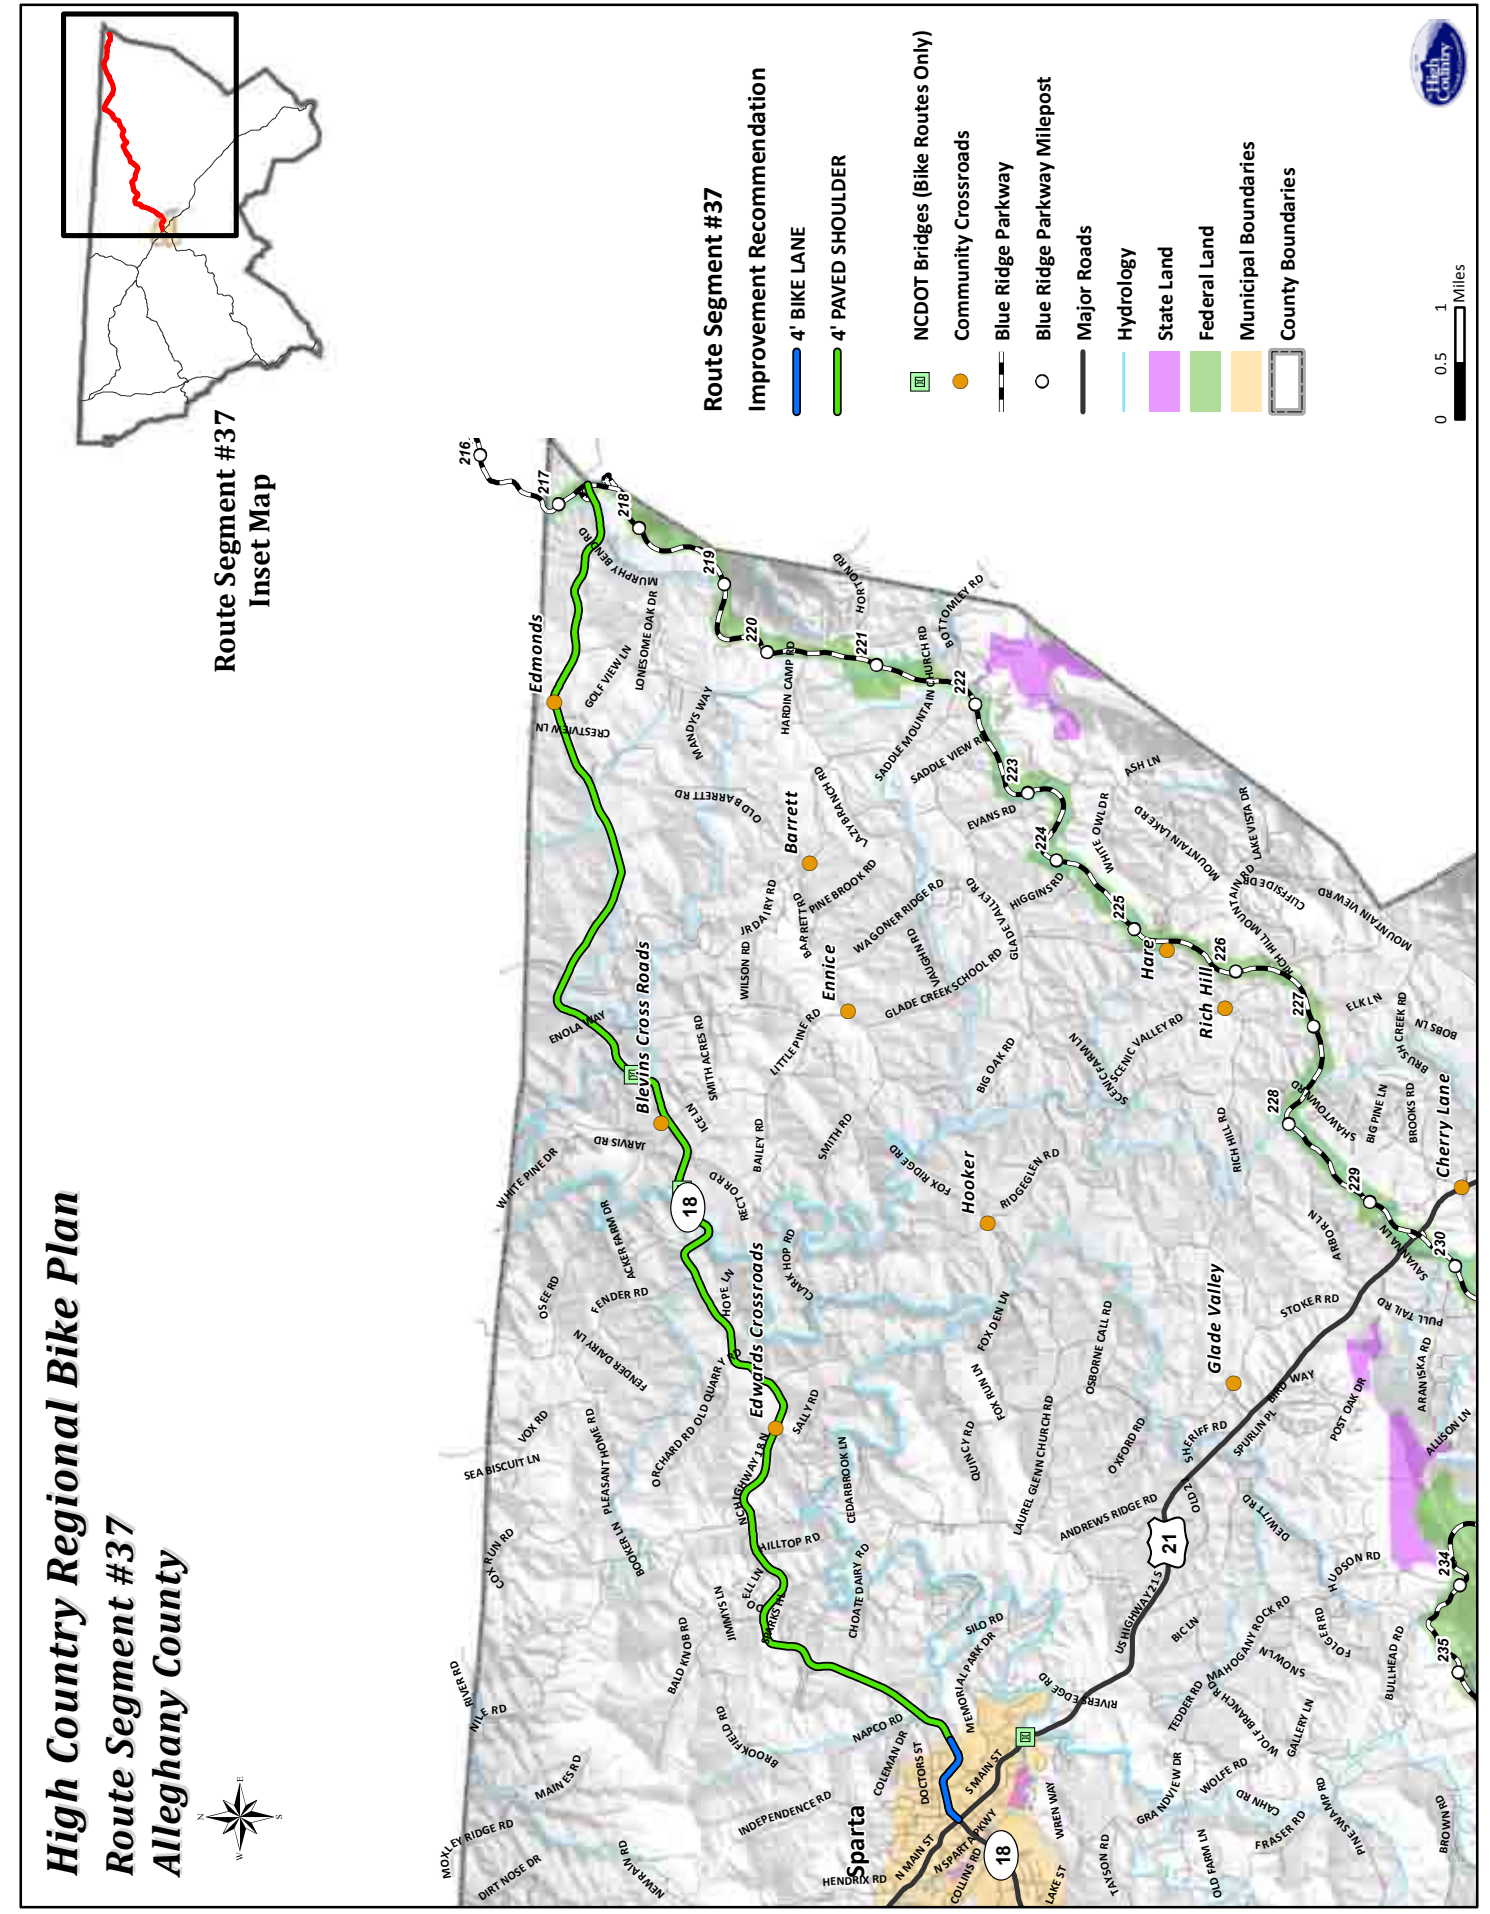 High Country Regional Bike Plan
Route Segment #37
Alleghany County
N
E
S
W
Route Segment #37
Inset Map
Route Segment #37
Improvement Recommendation
4' BIKE LANE
4' PAVED SHOULDER
NCDOT Bridges (Bike Routes Only)
Community Crossroads
Blue Ridge Parkway
Blue Ridge Parkway Milepost
Major Roads
Hydrology
State Land
Federal Land
Municipal Boundaries
County Boundaries
0 0.5 1
Miles
High
Country
MOXLEY RIDGE RD
DIRT NOSE DR
RIVER RD
NILE RD
MAINES RD
NEW RAIN RD
COX RUN RD
SEA BISCUIT LN
VOX RD
OSEE RD
WHITE PINE DR
BOOKER LN
PLEASANT HOME RD
FENDER DAIRY LN
FENDER RD
ACKER FARM DR
JARVIS RD
ENOLA WAY
CRESTVIEW LN
Edmonds
GOLF VIEW LN
LONESOME OAK DR
MURPHY BEND RD
216
217
218
219
220
221
222
223
224
225
226
227
228
229
230
234
235
BALD KNOB RD
BROOKFIELD RD
INDEPENDENCE RD
JIMMYS LN
ORCHARD RD
OLD QUARRY RD
HOPE LN
RECTOR RD
ICE LN
SMITH ACRES RD
Blevins Cross Roads
OLD BARRETT RD
MANDYS WAY
HARDIN CAMP RD
HORTON RD
BOTTOMLEY RD
SADDLE MOUNTAIN CHURCH RD
SADDLE VIEW RD
NC HIGHWAY 18 N
HILLTOP RD
Edwards Crossroads
SALLY RD
CLARK HOP RD
BAILEY RD
SMITH RD
WILSON RD
JR DAIRY RD
BARRETT RD
Barrett
LAZY BRANCH RD
PINE BROOK RD
LITTLE PINE RD
Ennice
WAGONER RIDGE RD
VAUGHN RD
GLADE CREEK SCHOOL RD
GLADE VALLEY RD
HIGGINS RD
EVANS RD
WHITE OWL DR
ASH LN
MOUNTAIN LAKE RD
LAKE VISTA DR
CLIFFSIDE DR
RICH HILL MOUNTAIN RD
MOUNTAIN VIEW RD
18
NAPCO RD
CHOATE DAIRY RD
CEDARBROOK LN
COLEMAN DR
DOCTORS ST
MEMORIAL PARK DR
SILO RD
QUINCY RD
FOX RUN LN
FOX DEN LN
LAUREL GLENN CHURCH RD
OSBORNE CALL RD
Hooker
FOX RIDGE RD
RIDGEGLEN RD
BIG OAK RD
SCENIC FARM LN
SCENIC VALLEY RD
Hare
Rich Hill
RICH HILL RD
ELK LN
BRUSH CREEK RD
BOBS LN
SHAWTOWN RD
BIG PINE LN
BROOKS RD
Cherry Lane
Sparta
HENDRIX RD
N MAIN ST
S MAIN ST
N SPARTA PKWY
COLLINS RD
18
LAKE ST
WREN WAY
RIVERS EDGE RD
TAYSON RD
US HIGHWAY 21 S
21
ANDREWS RIDGE RD
OXFORD RD
OLD 21
SHERIFF RD
SPURLIN PL
BIRD WAY
Glade Valley
STOKER RD
ARBOR LN
SAVANNA LN
PULL TAIL RD
ARANISKA RD
POST OAK DR
ALLISON LN
DEWITT RD
HUDSON RD
BIC LN
MAHOGANY ROCK RD
SNOW LN
FOLGER RD
BULLHEAD RD
TEDDER RD
WOLF BRANCH RD
GALLERY LN
WOLFE RD
GRANDVIEW DR
CAHN RD
FRASER RD
OLD FARM LN
PINE SWAMP RD
BROWN RD